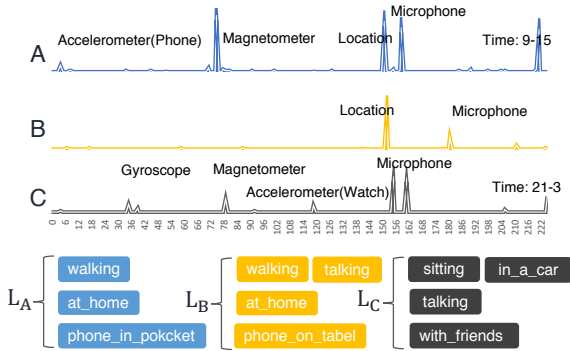 Microphone
A Accelerometer(Phone) Magnetometer Location Time: 9-15
B Location Microphone
Gyroscope Magnetometer Microphone
C Accelerometer(Watch) Time: 21-3
0 6 12 18 24 30 36 42 48 54 60 66 72 78 84 90 96 102 108 114 120 126 132 138 144 150 156 162 168 174 180 186 192 198 204 210 216 222
L_A walking
at_home
phone_in_pokcket
L_B walking talking
at_home
phone_on_tabel
L_C sitting in_a_car
talking
with_friends